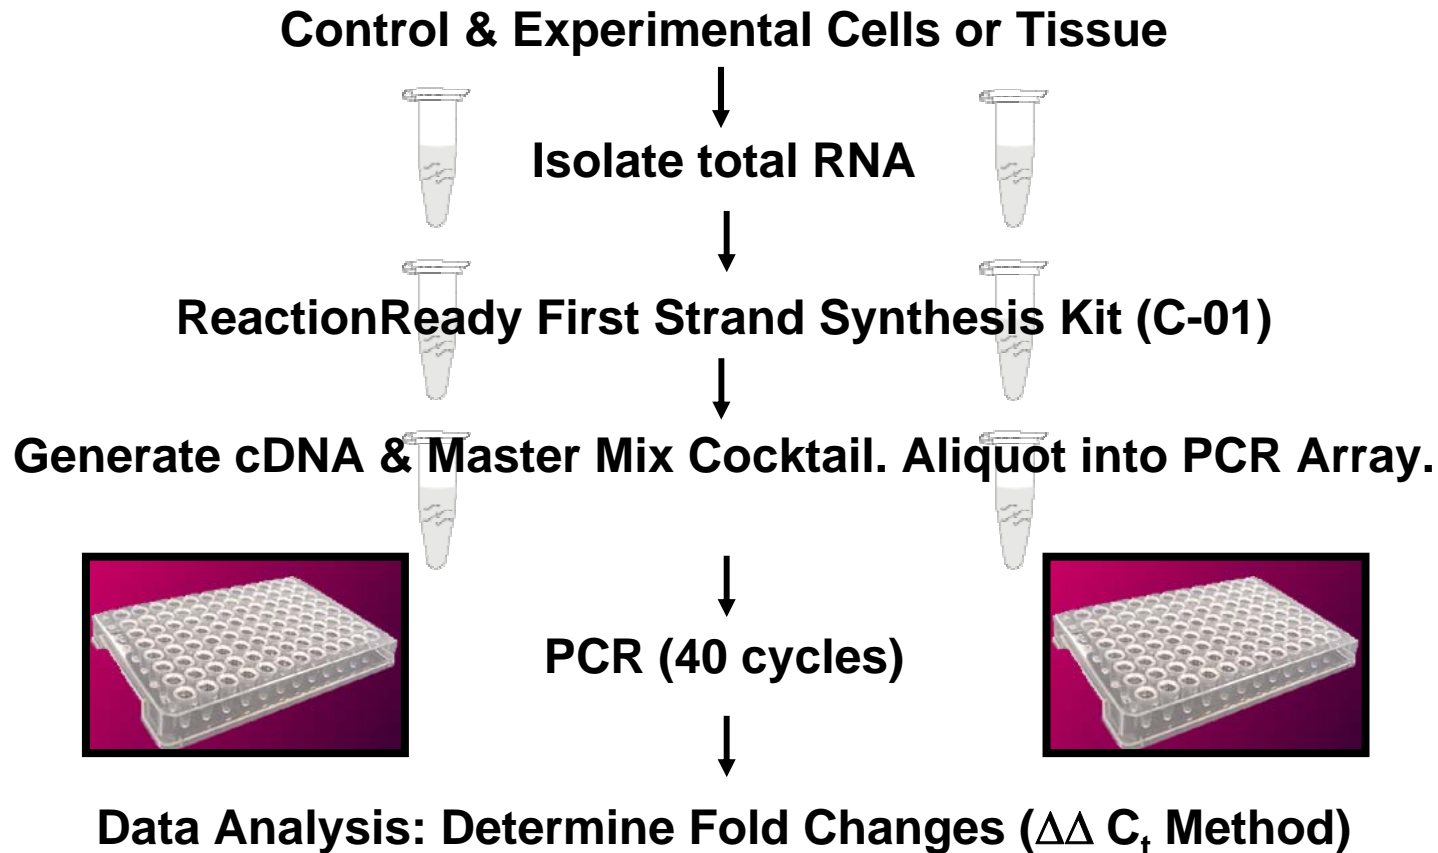 Control & Experimental Cells or Tissue
Isolate total RNA
ReactionReady First Strand Synthesis Kit (C-01)
Generate cDNA & Master Mix Cocktail. Aliquot into PCR Array.
PCR (40 cycles)
Data Analysis: Determine Fold Changes (ΔΔ Cₜ Method)